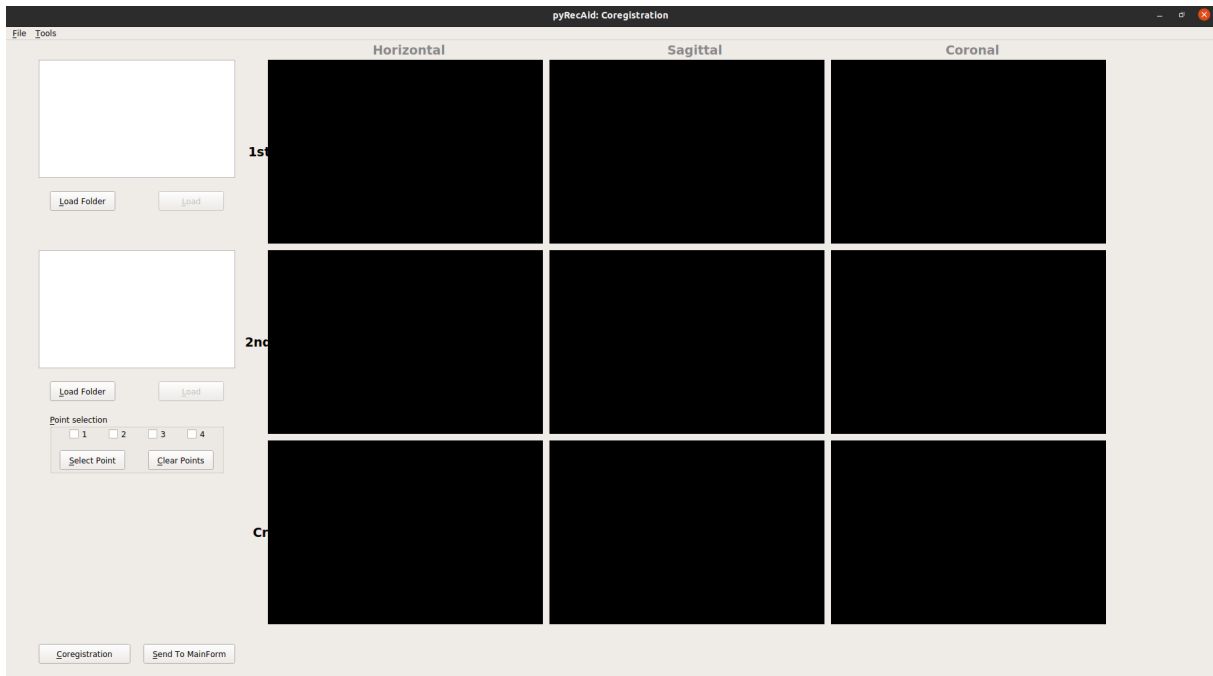 pyRecAid: Coregistration
File Tools
Horizontal Sagittal Coronal
1st
Load Folder Load
2nd
Load Folder Load
Point selection
1 2 3 4
Select Point Clear Points
Cr
Coregistration Send To MainForm